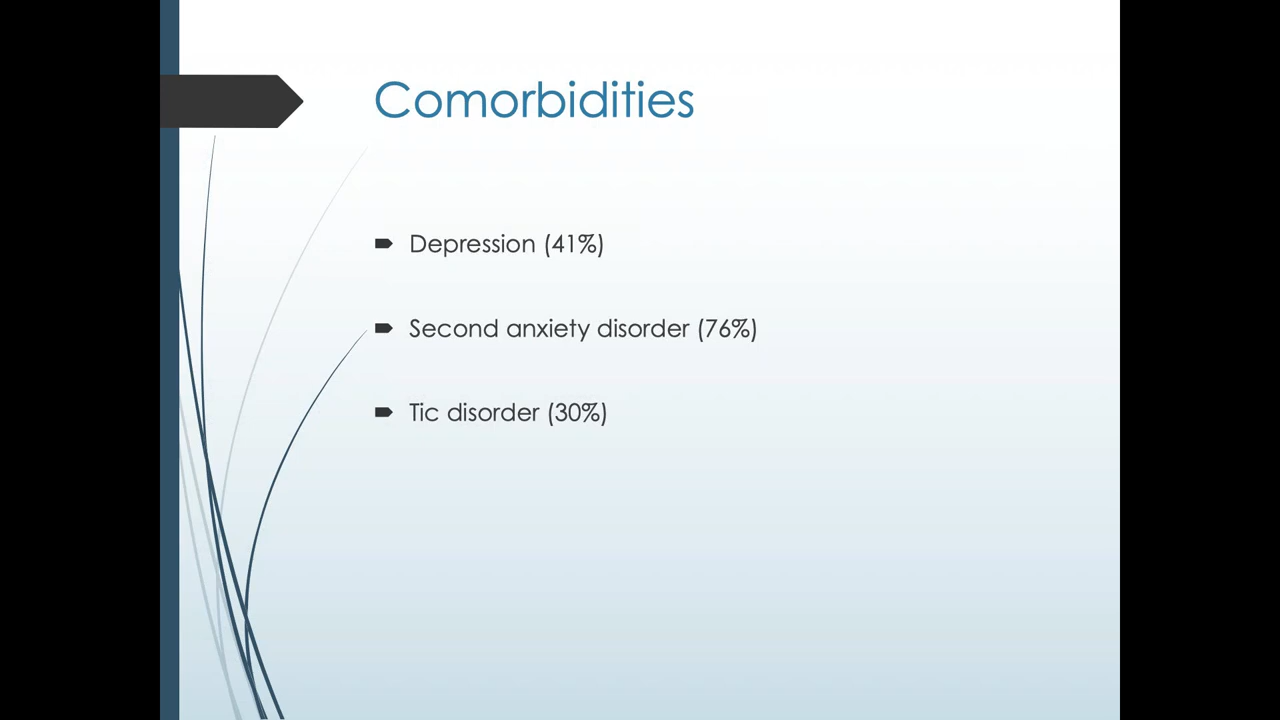 Comorbidities
Depression (41%)
Second anxiety disorder (76%)
Tic disorder (30%)